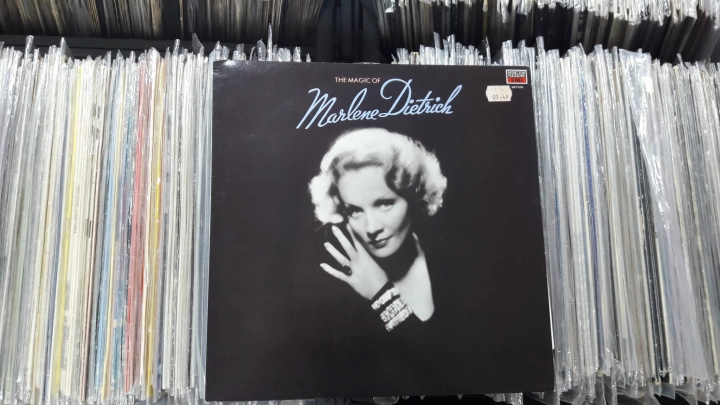 THE MAGIC OF
Marlene Dietrich